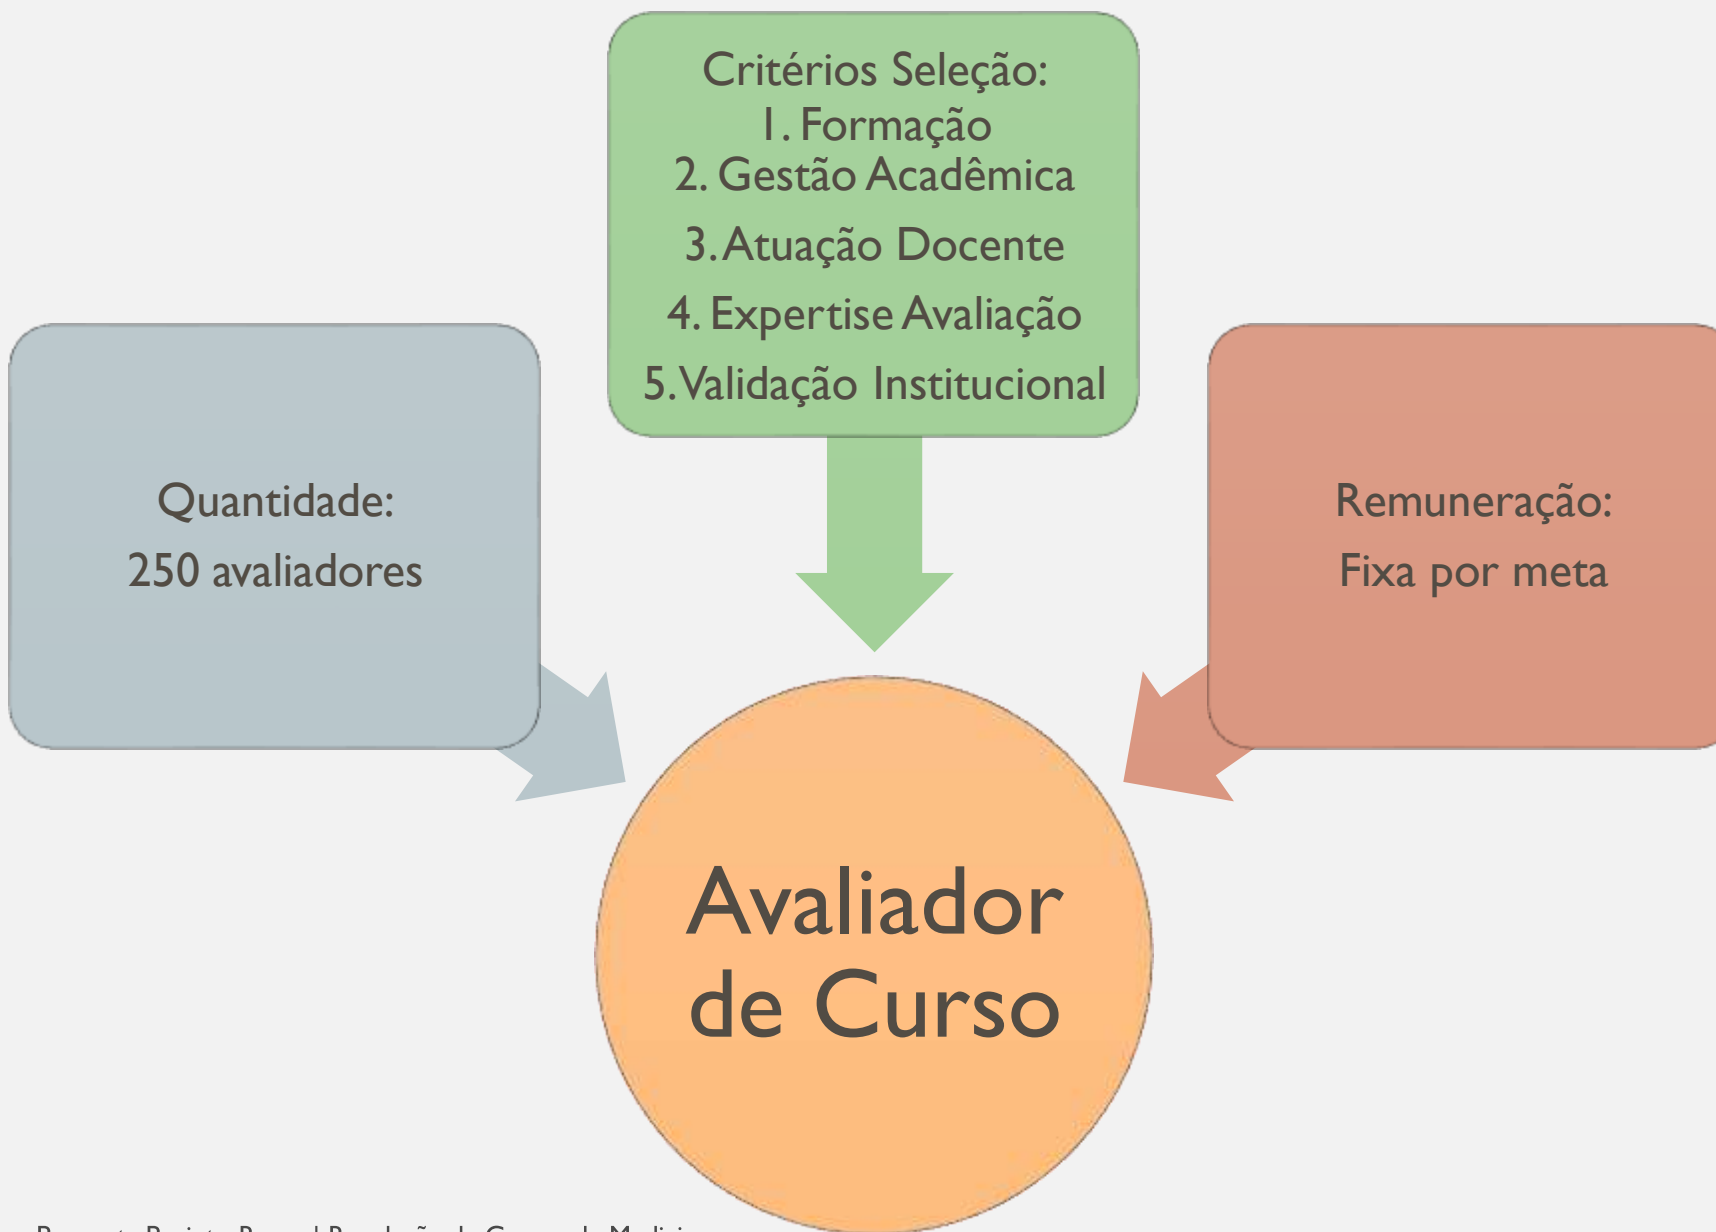 Critérios Seleção:
1. Formação
2. Gestão Acadêmica
3. Atuação Docente
4. Expertise Avaliação
5. Validação Institucional
Quantidade:
250 avaliadores
Remuneração:
Fixa por meta
Avaliador
de Curso